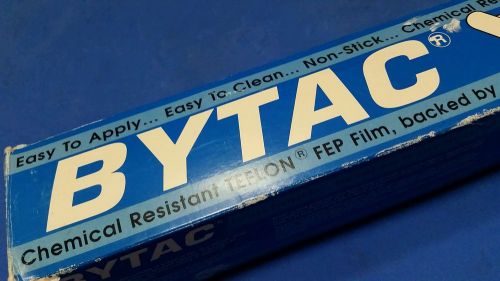 Easy To Apply... Easy To Clean... Non-Stick... Chemical Re
BYTAC®
Chemical Resistant TEFLON® FEP Film, backed by
BYTAC